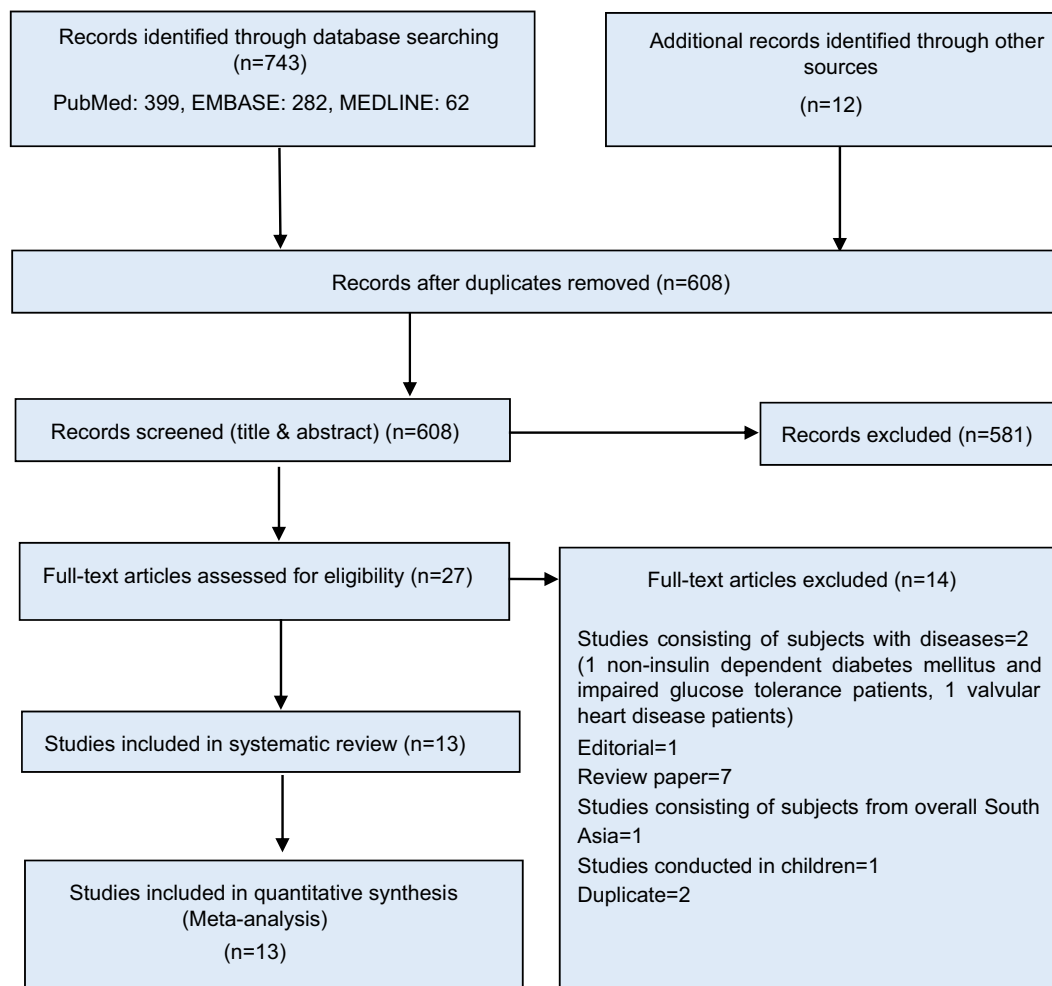 Records identified through database searching
(n=743)
PubMed: 399, EMBASE: 282, MEDLINE: 62
Additional records identified through other
sources
(n=12)
Records after duplicates removed (n=608)
Records screened (title & abstract) (n=608)
Records excluded (n=581)
Full-text articles assessed for eligibility (n=27)
Full-text articles excluded (n=14)
Studies consisting of subjects with diseases=2
(1 non-insulin dependent diabetes mellitus and
impaired glucose tolerance patients, 1 valvular
heart disease patients)
Editorial=1
Review paper=7
Studies consisting of subjects from overall South
Asia=1
Studies conducted in children=1
Duplicate=2
Studies included in systematic review (n=13)
Studies included in quantitative synthesis
(Meta-analysis)
(n=13)